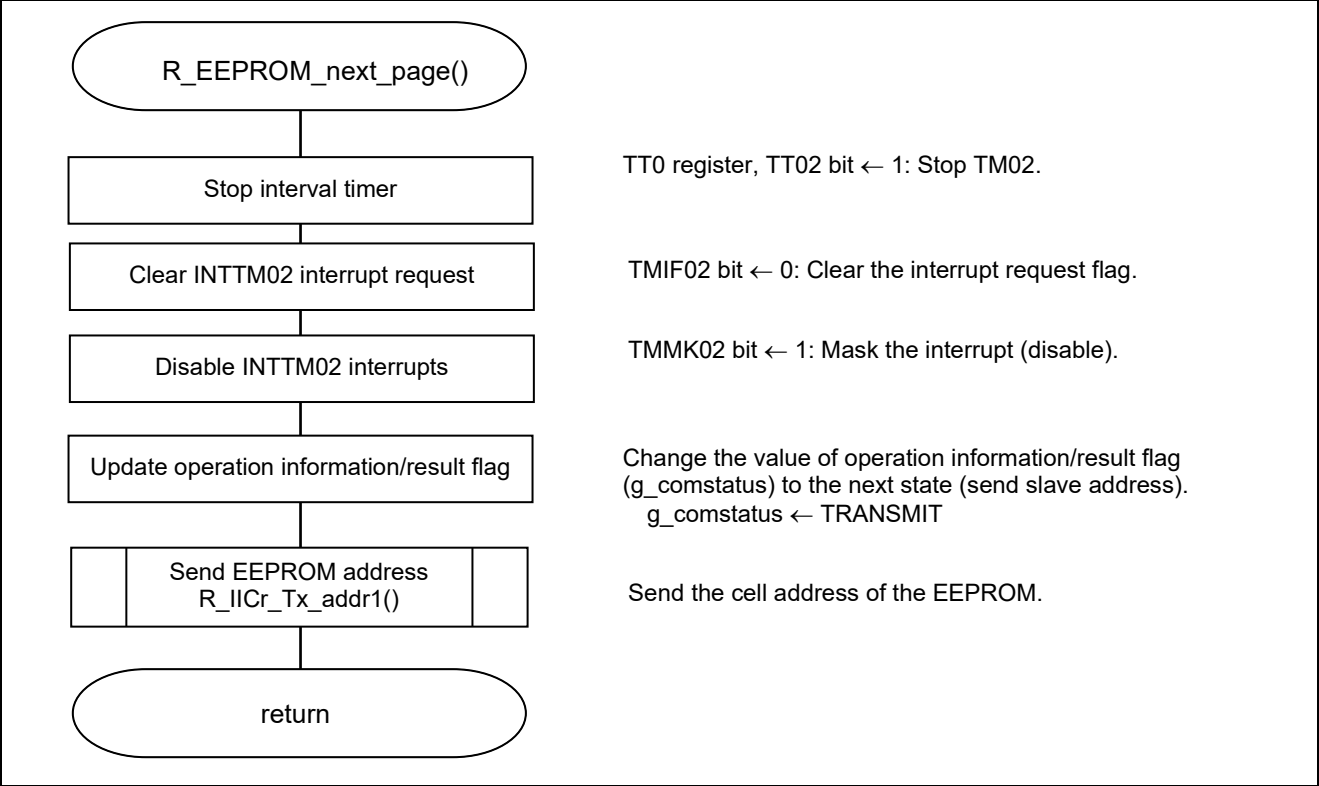 R_EEPROM_next_page()
Stop interval timer
TT0 register, TT02 bit ← 1: Stop TM02.
Clear INTTM02 interrupt request
TMIF02 bit ← 0: Clear the interrupt request flag.
Disable INTTM02 interrupts
TMMK02 bit ← 1: Mask the interrupt (disable).
Update operation information/result flag
Change the value of operation information/result flag
(g_comstatus) to the next state (send slave address).
g_comstatus ← TRANSMIT
Send EEPROM address
R_IICr_Tx_addr1()
Send the cell address of the EEPROM.
return